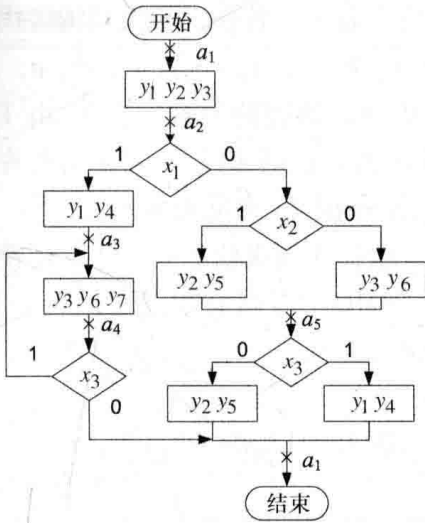 开始
a₁
y₁ y₂ y₃
a₂
1 x₁ 0
y₁ y₄
1 x₂ 0
a₃
y₂ y₅ y₃ y₆
y₃ y₆ y₇
a₄ a₅
1 x₃ 0
0 x₃ 1
y₂ y₅ y₁ y₄
a₁
结束